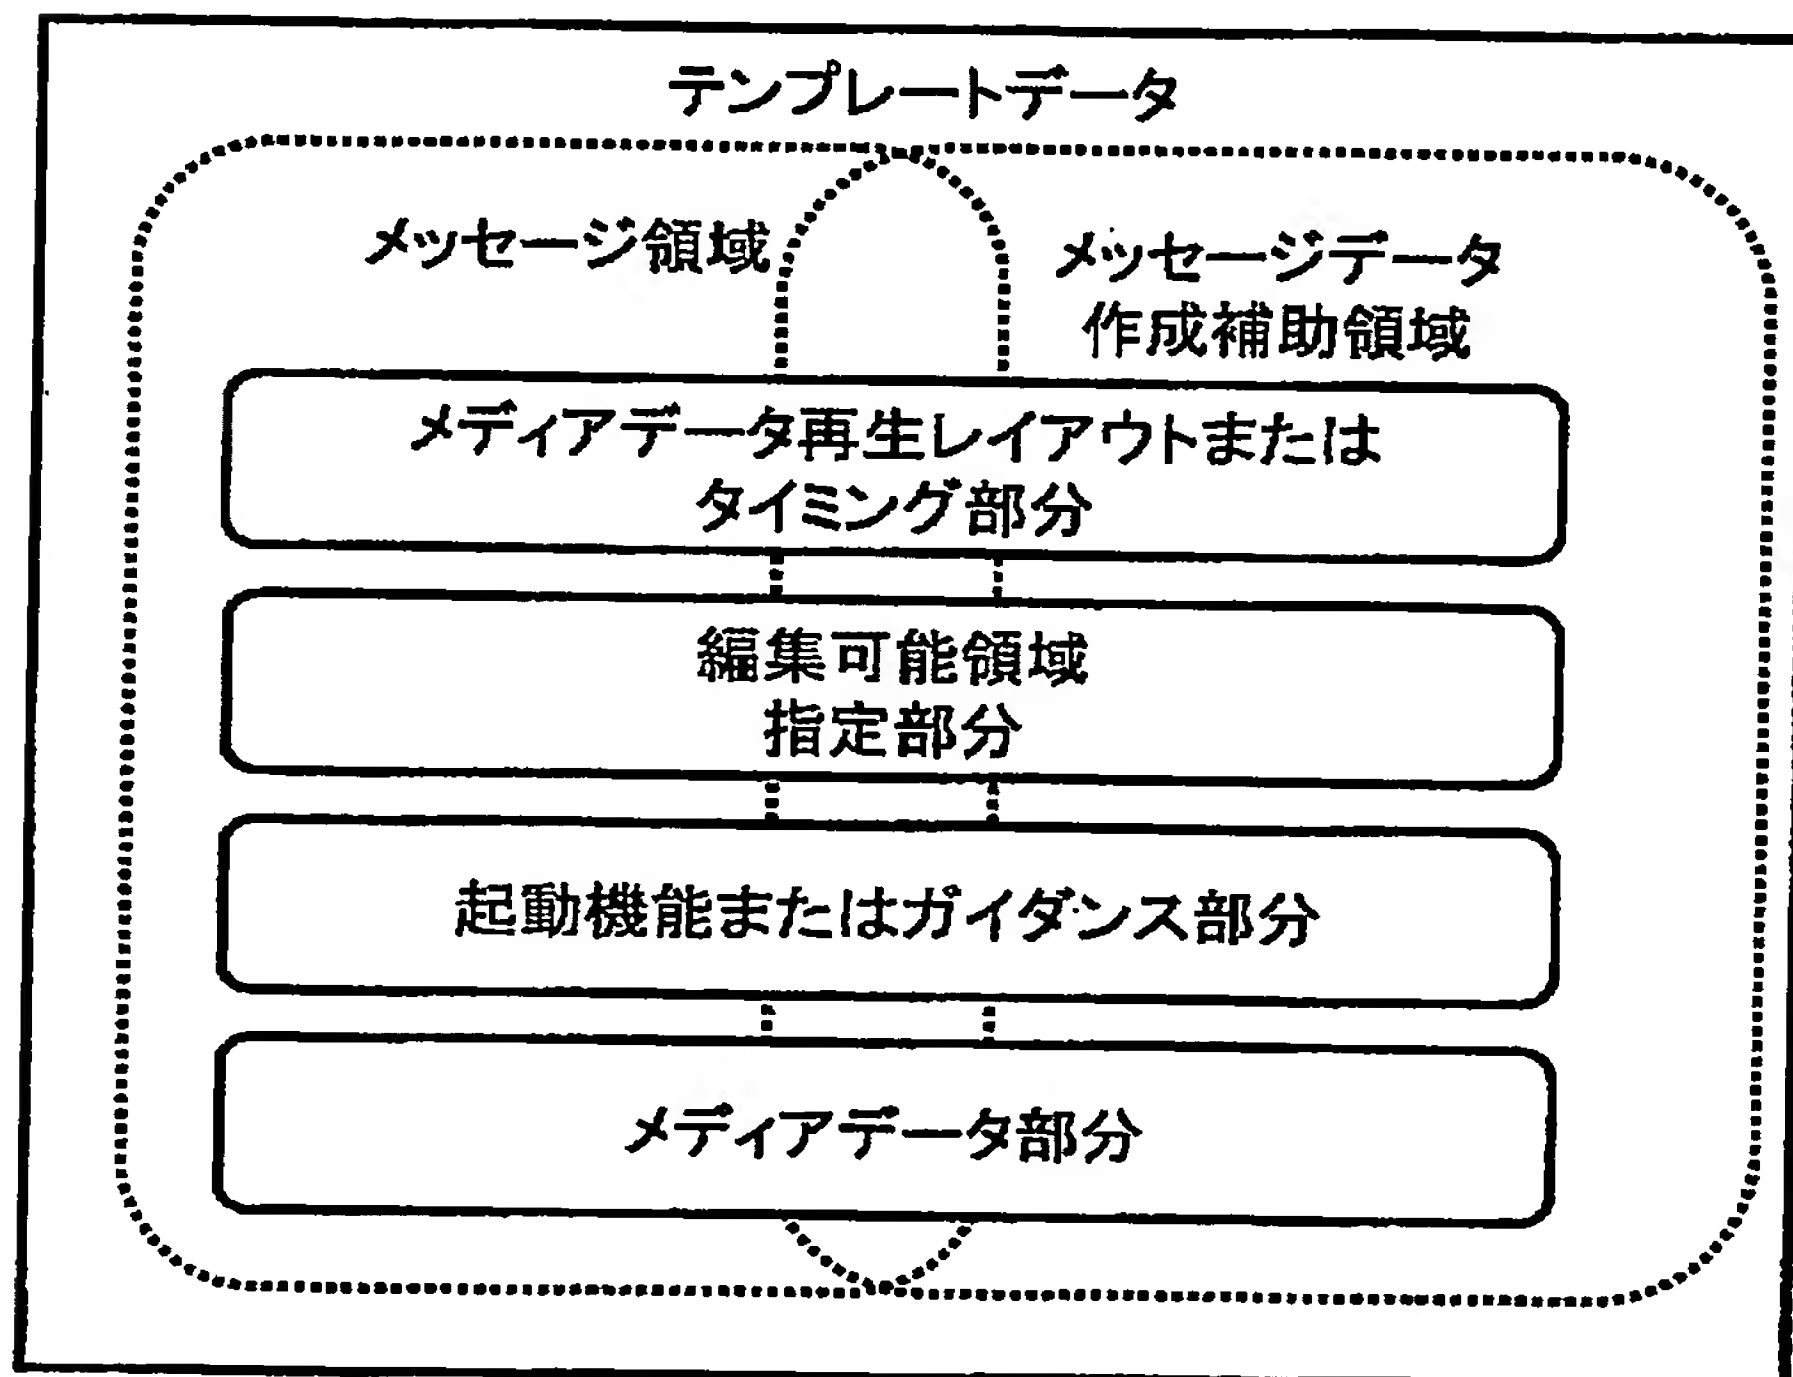 テンプレートデータ
メッセージ領域
メッセージデータ
作成補助領域
メディアデータ再生レイアウトまたは
タイミング部分
編集可能領域
指定部分
起動機能またはガイダンス部分
メディアデータ部分